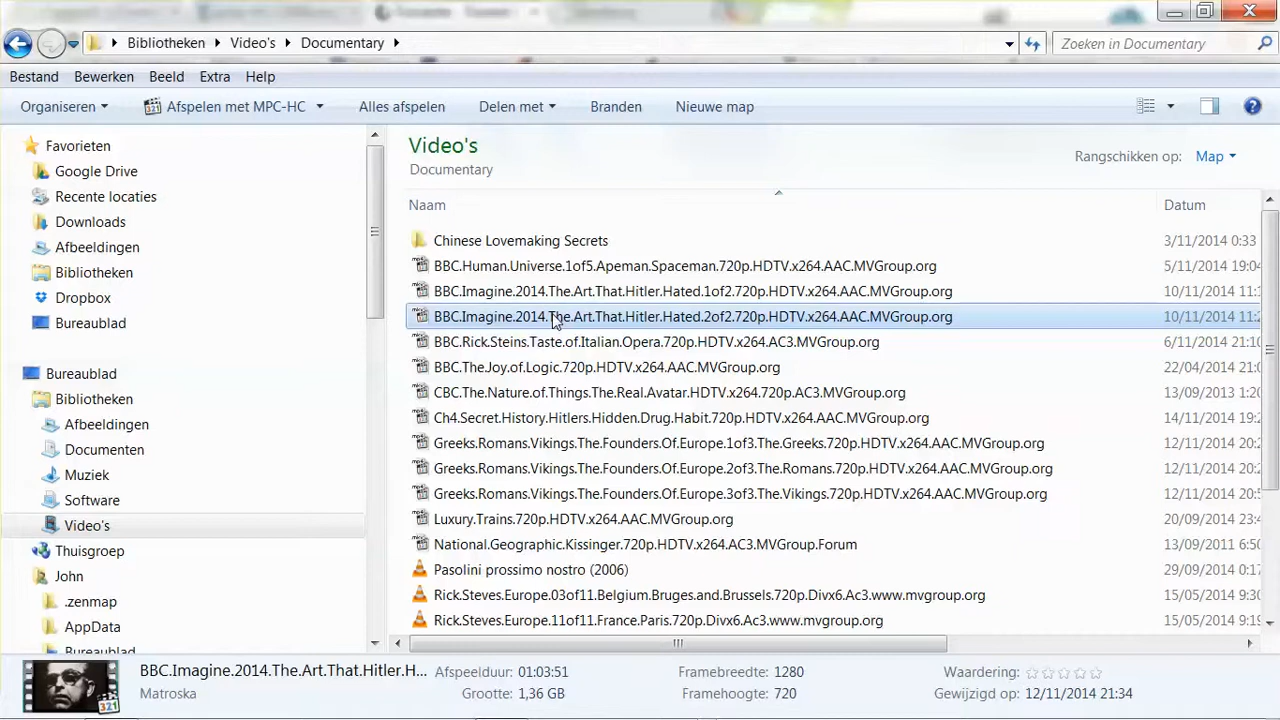 Bibliotheken Video's Documentary Zoeken in Documentary
Bestand Bewerken Beeld Extra Help
Organiseren Afspelen met MPC-HC Alles afspelen Delen met Branden Nieuwe map
Favorieten
Google Drive
Recente locaties
Downloads
Afbeeldingen
Bibliotheken
Dropbox
Bureaublad
Bureaublad
Bibliotheken
Afbeeldingen
Documenten
Muziek
Software
Video's
Thuisgroep
John
.zenmap
AppData
Bureaublad
Video's
Documentary
Rangschikken op: Map
Naam Datum
Chinese Lovemaking Secrets 3/11/2014 0:33
BBC.Human.Universe.1of5.Apeman.Spaceman.720p.HDTV.x264.AAC.MVGroup.org 5/11/2014 19:04
BBC.Imagine.2014.The.Art.That.Hitler.Hated.1of2.720p.HDTV.x264.AAC.MVGroup.org 10/11/2014 11:
BBC.Imagine.2014.The.Art.That.Hitler.Hated.2of2.720p.HDTV.x264.AAC.MVGroup.org 10/11/2014 11:2
BBC.Rick.Steins.Taste.of.Italian.Opera.720p.HDTV.x264.AC3.MVGroup.org 6/11/2014 21:10
BBC.The.Joy.of.Logic.720p.HDTV.x264.AAC.MVGroup.org 22/04/2014 21:0
CBC.The.Nature.of.Things.The.Real.Avatar.HDTV.x264.720p.AC3.MVGroup.org 13/09/2013 1:20
Ch4.Secret.History.Hitlers.Hidden.Drug.Habit.720p.HDTV.x264.AAC.MVGroup.org 14/11/2014 19:2
Greeks.Romans.Vikings.The.Founders.Of.Europe.1of3.The.Greeks.720p.HDTV.x264.AAC.MVGroup.org 12/11/2014 20:2
Greeks.Romans.Vikings.The.Founders.Of.Europe.2of3.The.Romans.720p.HDTV.x264.AAC.MVGroup.org 12/11/2014 20:2
Greeks.Romans.Vikings.The.Founders.Of.Europe.3of3.The.Vikings.720p.HDTV.x264.AAC.MVGroup.org 12/11/2014 20:5
Luxury.Trains.720p.HDTV.x264.AAC.MVGroup.org 20/09/2014 23:4
National.Geographic.Kissinger.720p.HDTV.x264.AC3.MVGroup.Forum 13/09/2011 6:50
Pasolini prossimo nostro (2006) 29/09/2014 0:17
Rick.Steves.Europe.03of11.Belgium.Bruges.and.Brussels.720p.Divx6.Ac3.www.mvgroup.org 15/05/2014 9:30
Rick.Steves.Europe.11of11.France.Paris.720p.Divx6.Ac3.www.mvgroup.org 15/05/2014 9:
BBC.Imagine.2014.The.Art.That.Hitler.H... Afspeelduur: 01:03:51 Framebreedte: 1280 Waardering:
Matroska Grootte: 1,36 GB Framehoogte: 720 Gewijzigd op: 12/11/2014 21:34